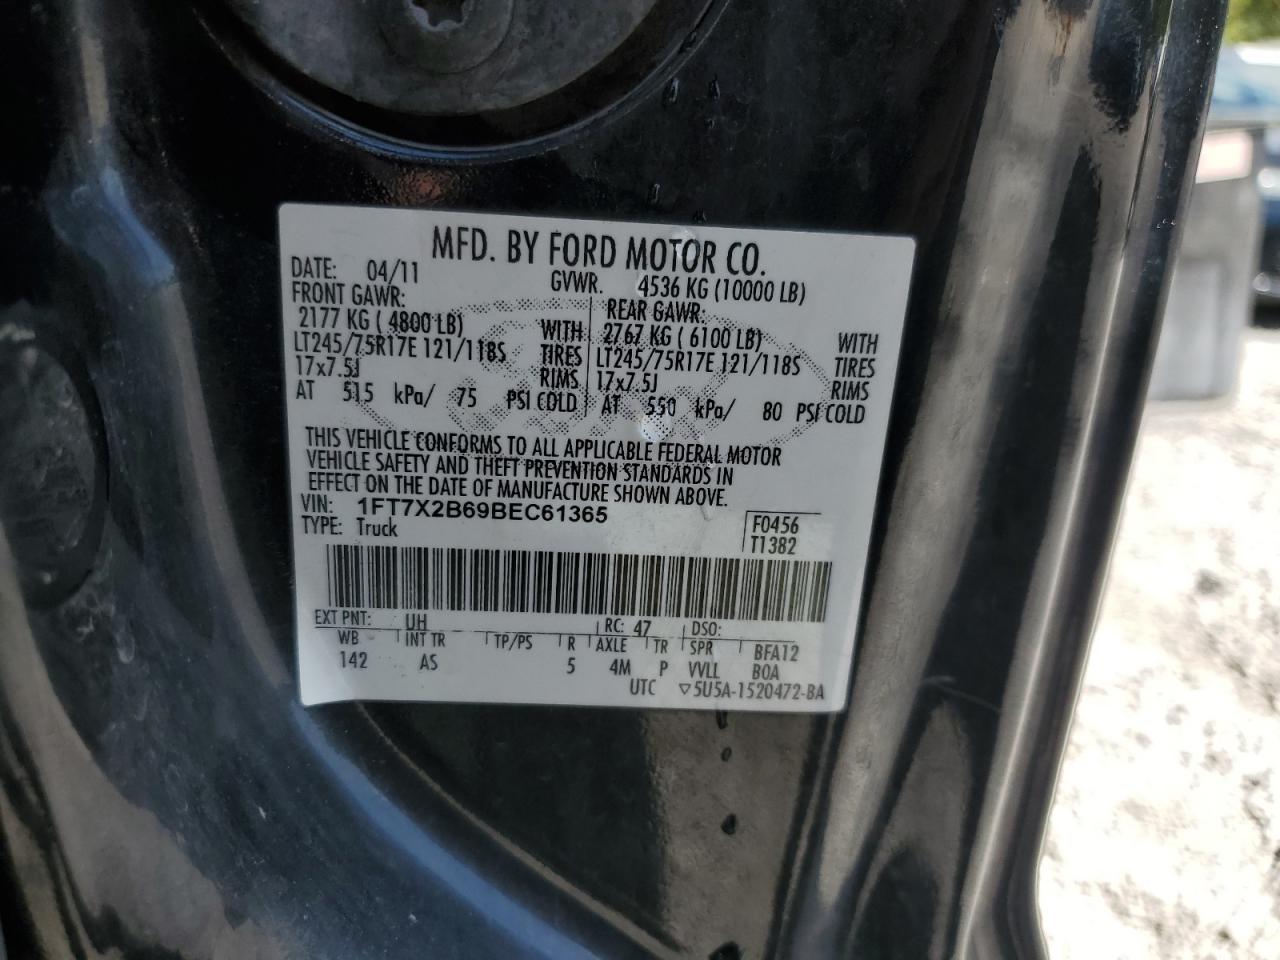 MFD. BY FORD MOTOR CO.
DATE: 04/11 GVWR. 4536 KG (10000 LB)
FRONT GAWR: REAR GAWR:
2177 KG ( 4800 LB) WITH 2767 KG ( 6100 LB) WITH
LT245/75R17E 121/118S TIRES LT245/75R17E 121/118S TIRES
17x7.5J RIMS 17x7.5J RIMS
AT 515 kPa/ 75 PSI COLD AT 550 kPa/ 80 PSI COLD
THIS VEHICLE CONFORMS TO ALL APPLICABLE FEDERAL MOTOR
VEHICLE SAFETY AND THEFT PREVENTION STANDARDS IN
EFFECT ON THE DATE OF MANUFACTURE SHOWN ABOVE.
VIN: 1FT7X2B69BEC61365 F0456
TYPE: Truck T1382
EXT PNT: UH RC: 47 DSO:
WB INT TR TP/PS R AXLE TR SPR BFA12
142 AS 5 4M P VVLL BOA
UTC ▽5U5A-1520472-BA